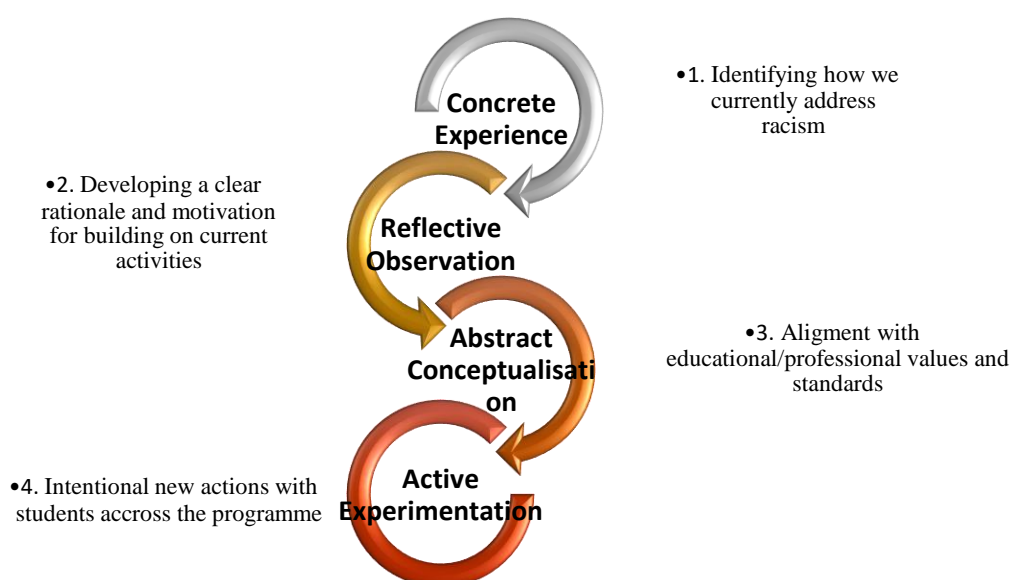 Concrete
Experience
•1. Identifying how we
currently address
racism
•2. Developing a clear
rationale and motivation
for building on current
activities
Reflective
Observation
Abstract
Conceptualisati
on
•3. Aligment with
educational/professional values and
standards
•4. Intentional new actions with
students accross the programme
Active
Experimentation